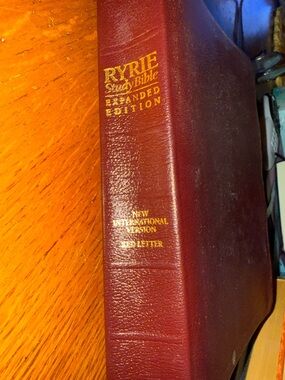 RYRIE
Study Bible
EXPANDED
EDITION
NEW
INTERNATIONAL
VERSION
RED LETTER